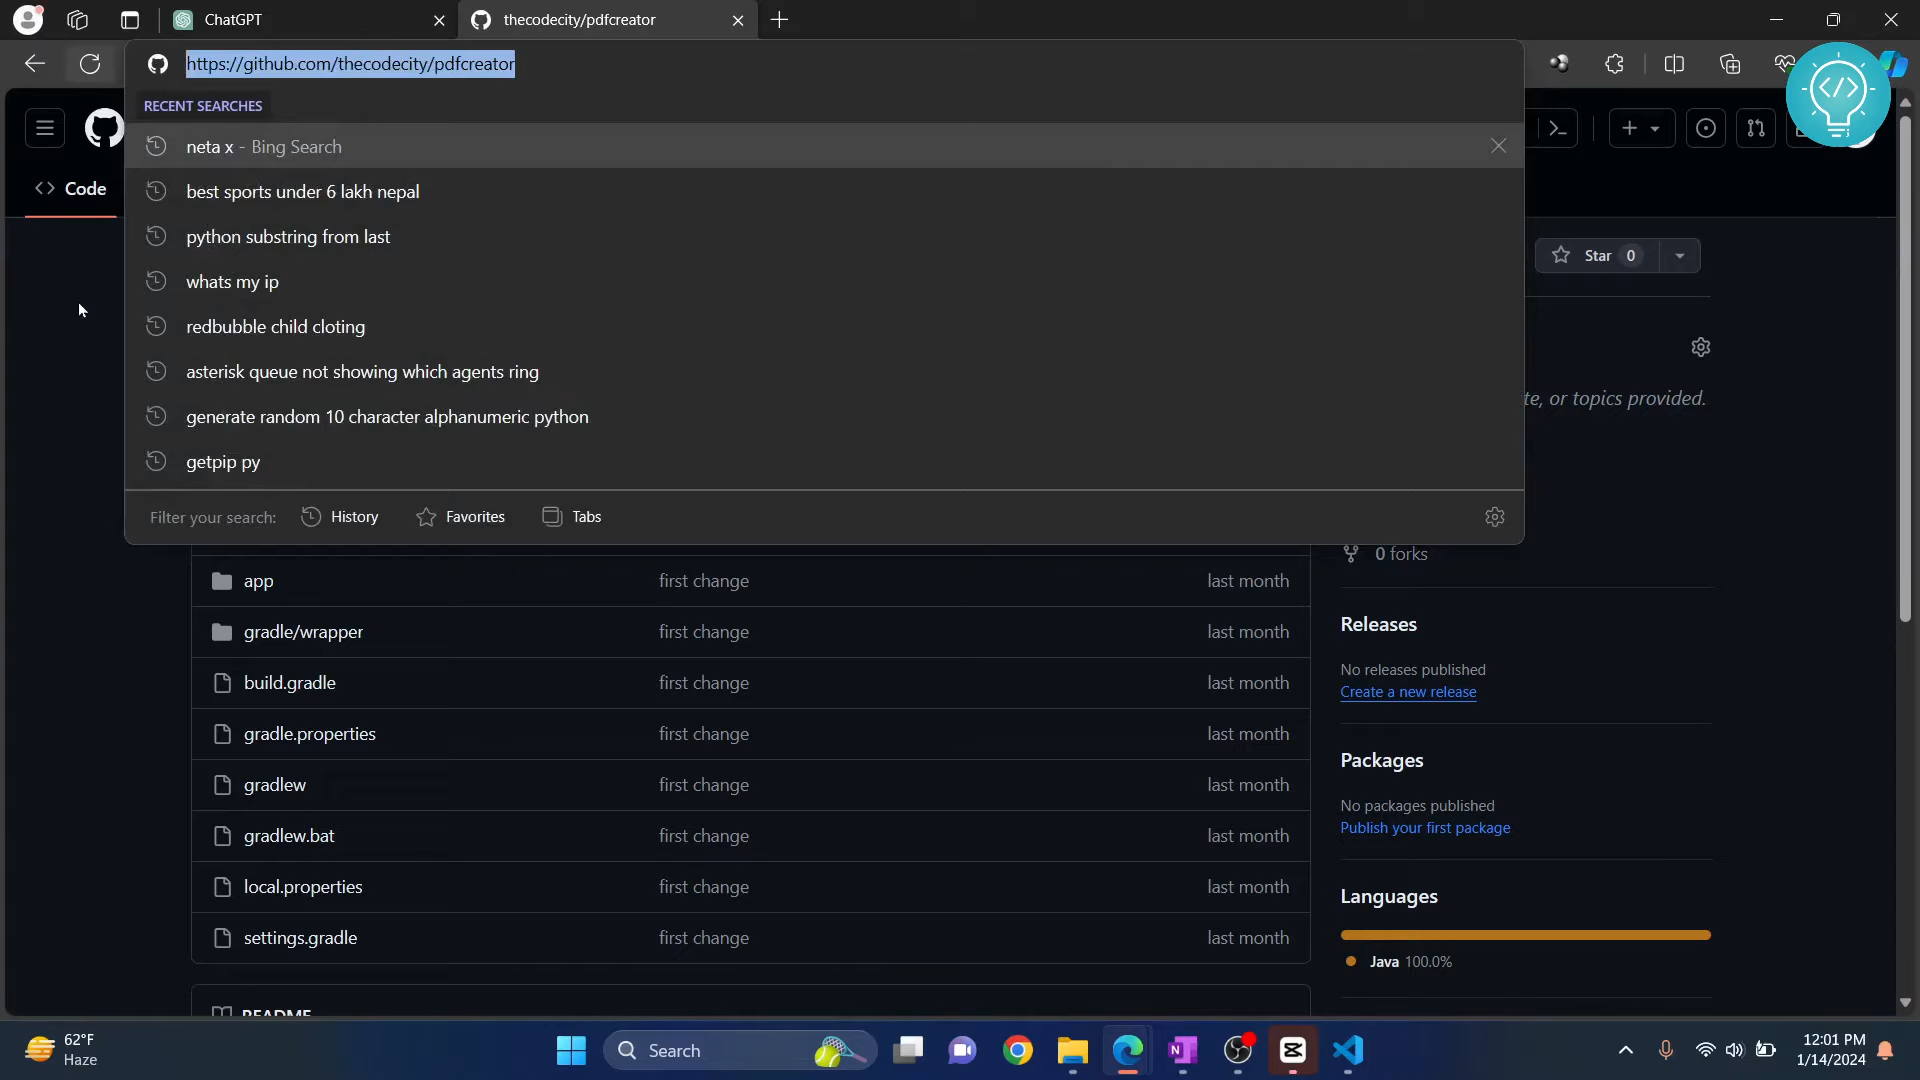 ChatGPT
thecodecity/pdfcreator
https://github.com/thecodecity/pdfcreator
RECENT SEARCHES
neta x - Bing Search
best sports under 6 lakh nepal
python substring from last
whats my ip
redbubble child cloting
asterisk queue not showing which agents ring
generate random 10 character alphanumeric python
getpip py
Filter your search: History Favorites Tabs
Code
Star 0
te, or topics provided.
0 forks
app first change last month
gradle/wrapper first change last month
build.gradle first change last month
gradle.properties first change last month
gradlew first change last month
gradlew.bat first change last month
local.properties first change last month
settings.gradle first change last month
README
Releases
No releases published
Create a new release
Packages
No packages published
Publish your first package
Languages
Java 100.0%
62°F
Haze
Search
12:01 PM
1/14/2024